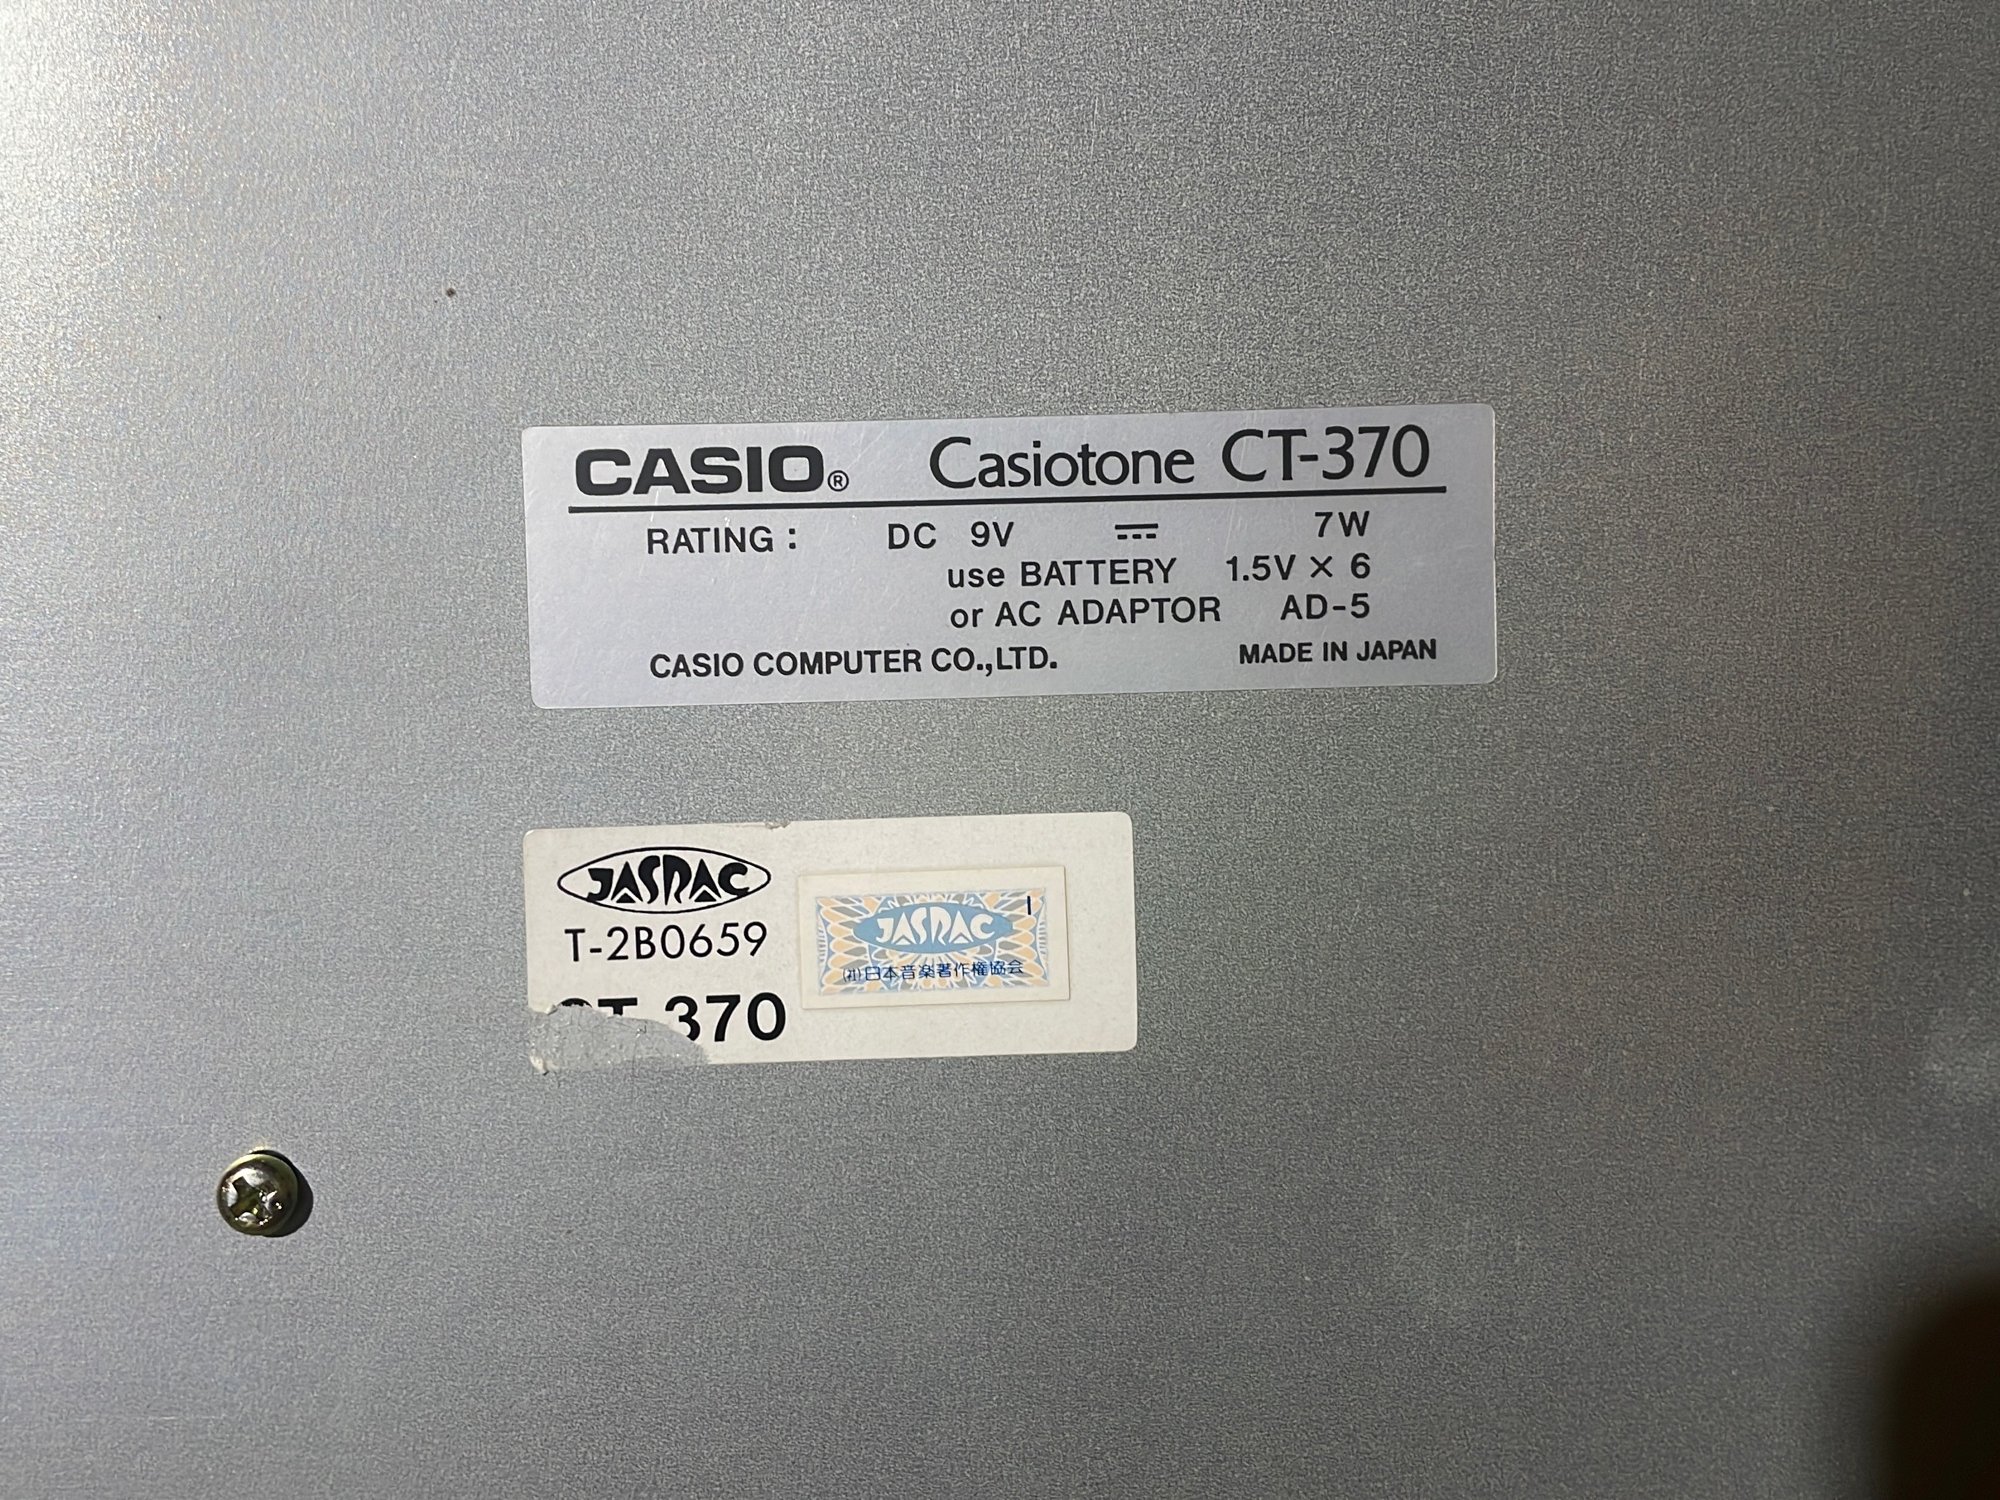 CASIO® Casiotone CT-370
RATING : DC 9V ⎓ 7W
use BATTERY 1.5V × 6
or AC ADAPTOR AD-5
CASIO COMPUTER CO.,LTD. MADE IN JAPAN
JASRAC
T-2B0659
CT-370
JASRAC I
(社)日本音楽著作権協会